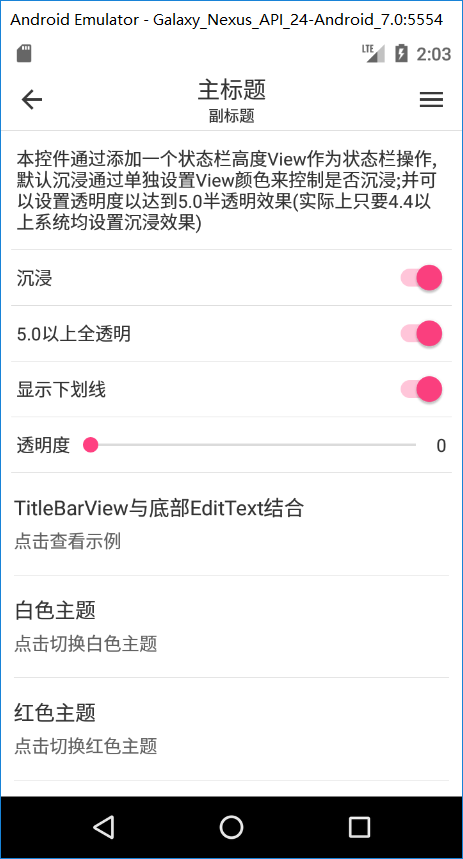 Android Emulator - Galaxy_Nexus_API_24-Android_7.0:5554
LTE 2:03
主标题
副标题
本控件通过添加一个状态栏高度View作为状态栏操作,
默认沉浸通过单独设置View颜色来控制是否沉浸;并可
以设置透明度以达到5.0半透明效果(实际上只要4.4以
上系统均设置沉浸效果)
沉浸
5.0以上全透明
显示下划线
透明度 0
TitleBarView与底部EditText结合
点击查看示例
白色主题
点击切换白色主题
红色主题
点击切换红色主题